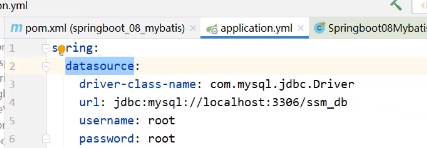 on.yml
pom.xml (springboot_08_mybatis)
application.yml
Springboot08Mybatis
1 spring:
2 datasource:
3 driver-class-name: com.mysql.jdbc.Driver
4 url: jdbc:mysql://localhost:3306/ssm_db
5 username: root
6 password: root